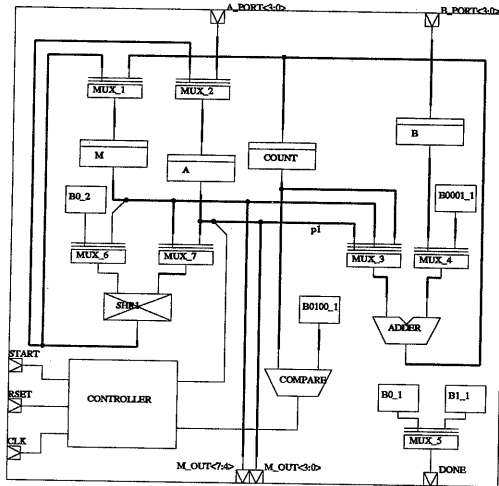 A_PORT<3:0>
B_PORT<3:0>
MUX_1
MUX_2
M
A
COUNT
B
B0_2
B0001_1
p1
MUX_6
MUX_7
MUX_3
MUX_4
SHR1
B0100_1
ADDER
START
CONTROLLER
COMPARE
RSET
B0_1
B1_1
CLK
MUX_5
M_OUT<7:4>
M_OUT<3:0>
DONE